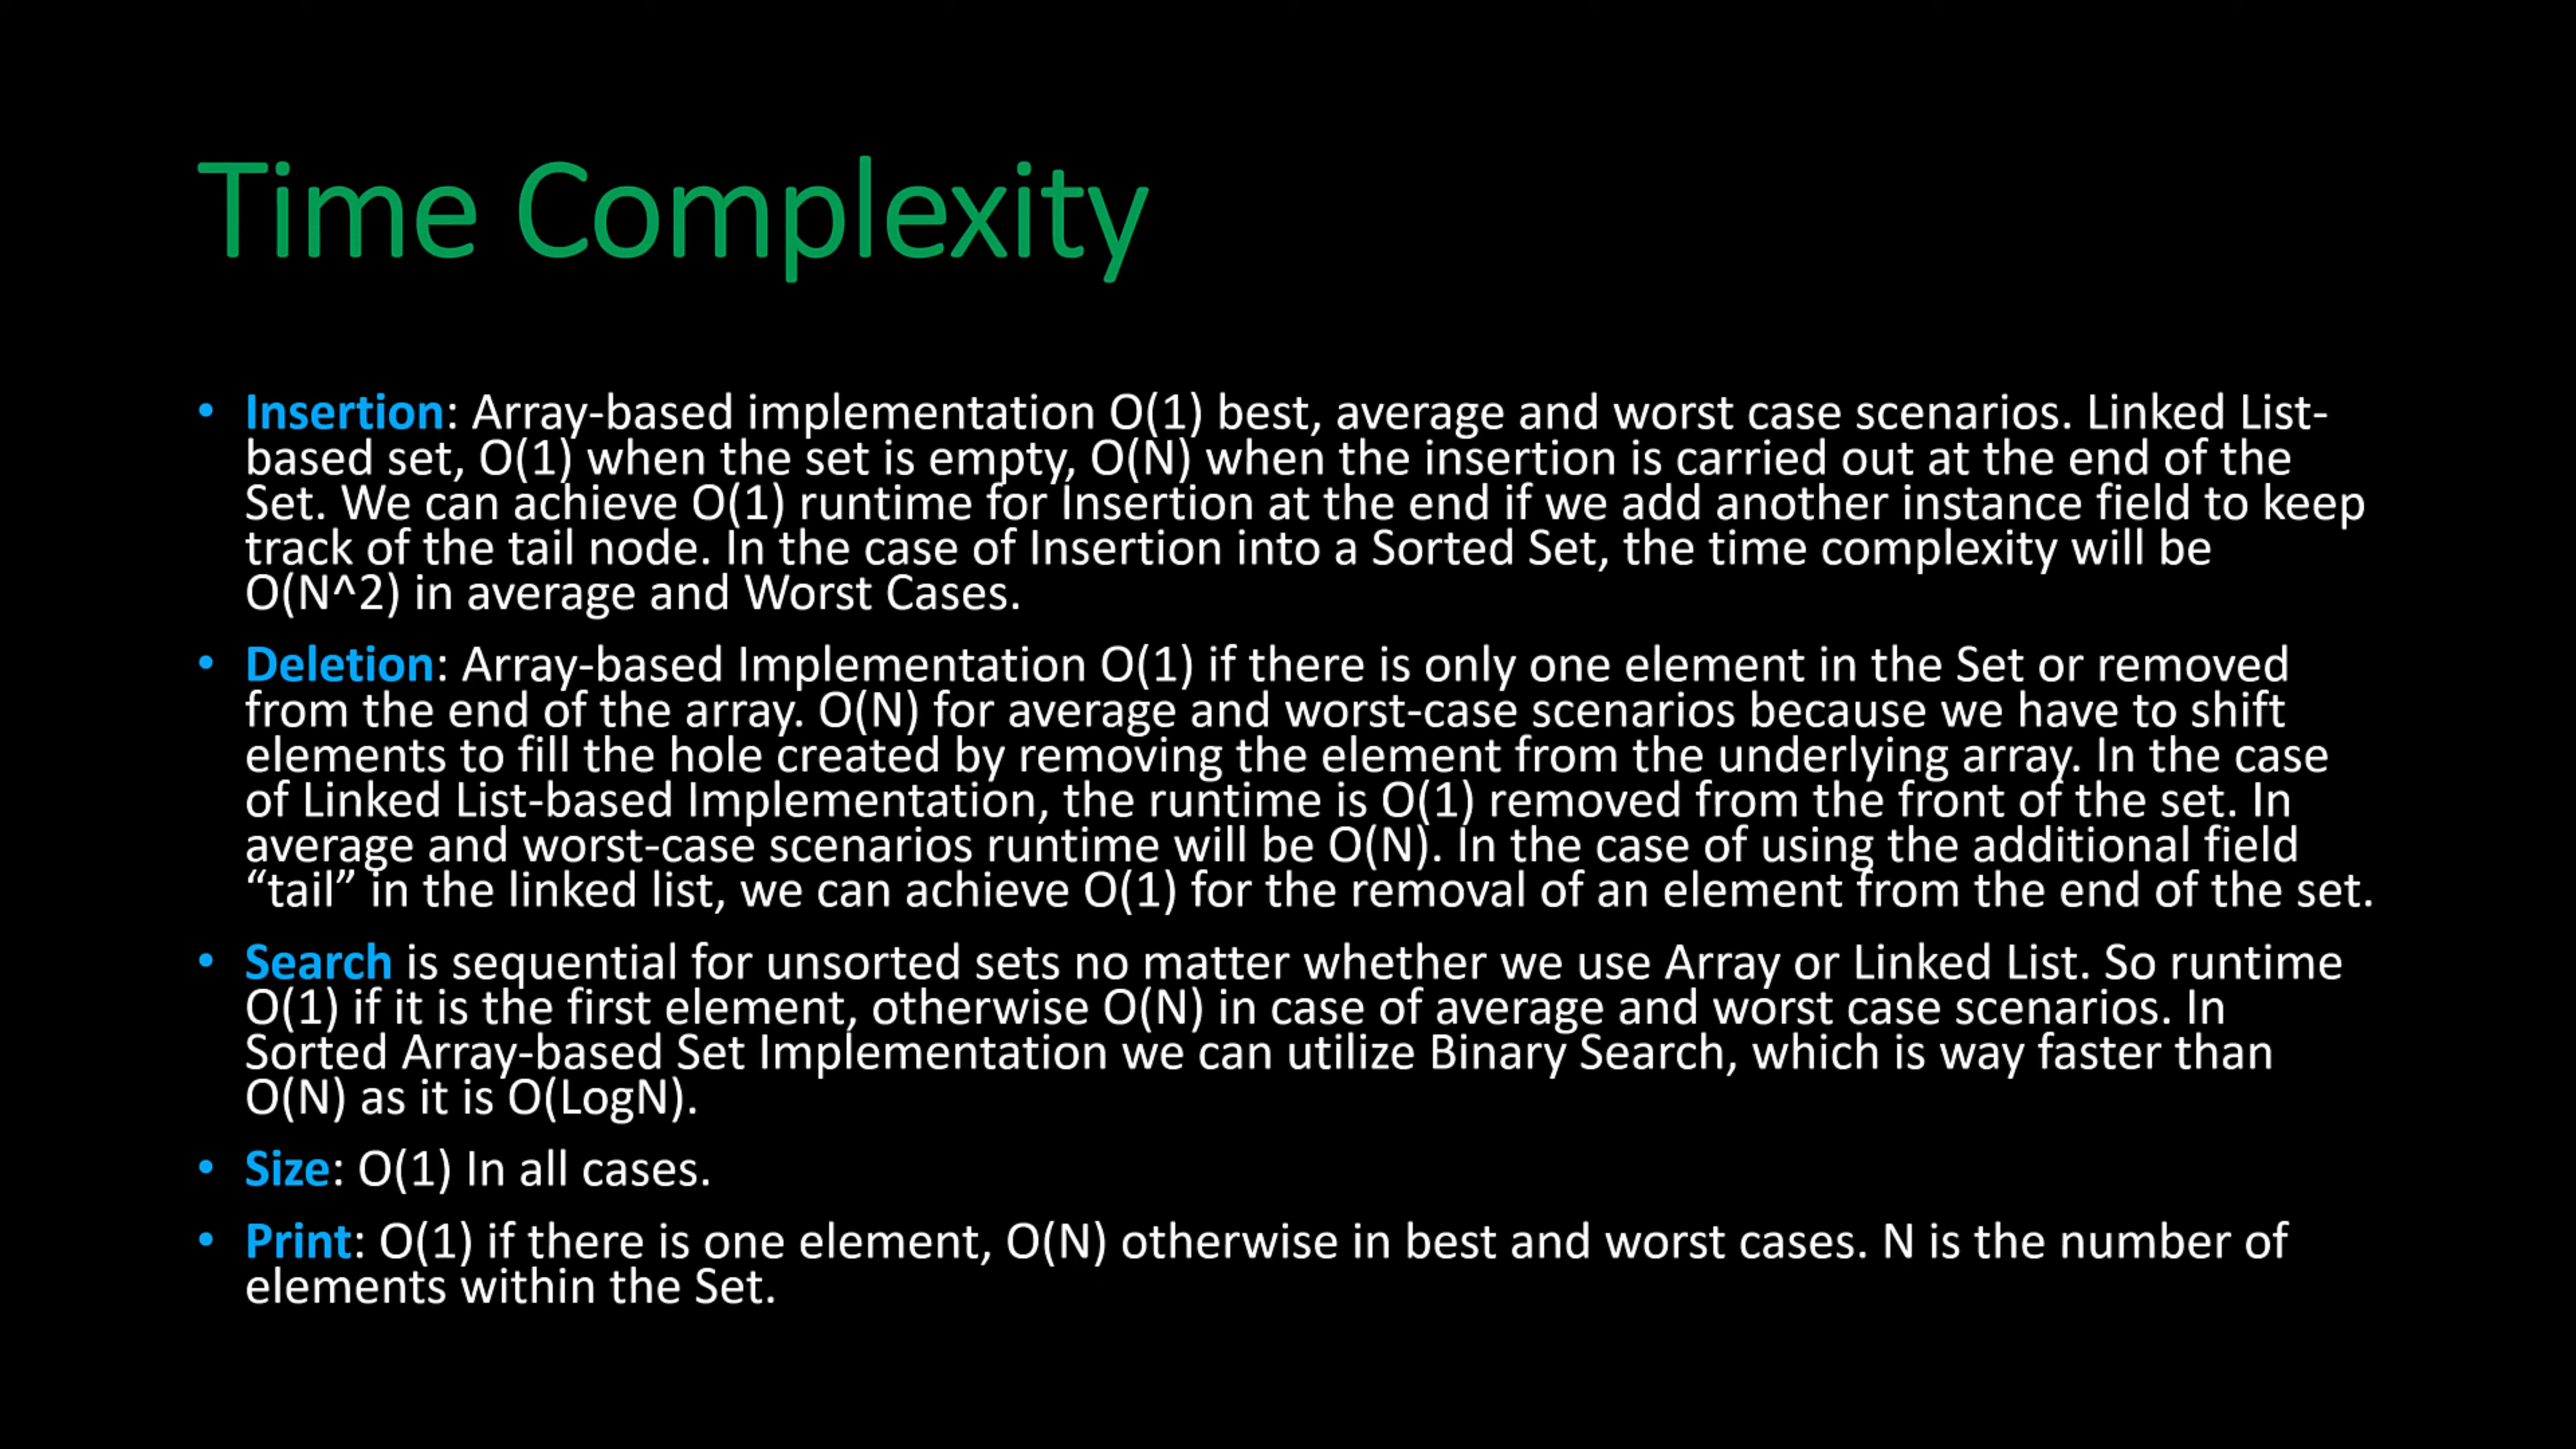 Time Complexity
• Insertion: Array-based implementation O(1) best, average and worst case scenarios. Linked List-
based set, O(1) when the set is empty, O(N) when the insertion is carried out at the end of the
Set. We can achieve O(1) runtime for Insertion at the end if we add another instance field to keep
track of the tail node. In the case of Insertion into a Sorted Set, the time complexity will be
O(N^2) in average and Worst Cases.
• Deletion: Array-based Implementation O(1) if there is only one element in the Set or removed
from the end of the array. O(N) for average and worst-case scenarios because we have to shift
elements to fill the hole created by removing the element from the underlying array. In the case
of Linked List-based Implementation, the runtime is O(1) removed from the front of the set. In
average and worst-case scenarios runtime will be O(N). In the case of using the additional field
“tail” in the linked list, we can achieve O(1) for the removal of an element from the end of the set.
• Search is sequential for unsorted sets no matter whether we use Array or Linked List. So runtime
O(1) if it is the first element, otherwise O(N) in case of average and worst case scenarios. In
Sorted Array-based Set Implementation we can utilize Binary Search, which is way faster than
O(N) as it is O(LogN).
• Size: O(1) In all cases.
• Print: O(1) if there is one element, O(N) otherwise in best and worst cases. N is the number of
elements within the Set.